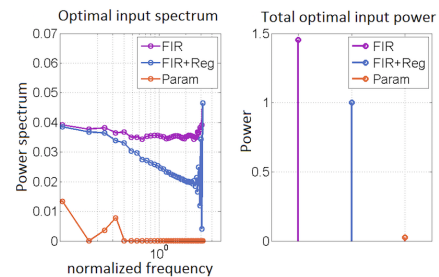 Optimal input spectrum
Power spectrum
0.07
0.06
0.05
0.04
0.03
0.02
0.01
0
FIR
FIR+Reg
Param
10^0
normalized frequency
Total optimal input power
Power
1.5
1
0.5
0
FIR
FIR+Reg
Param